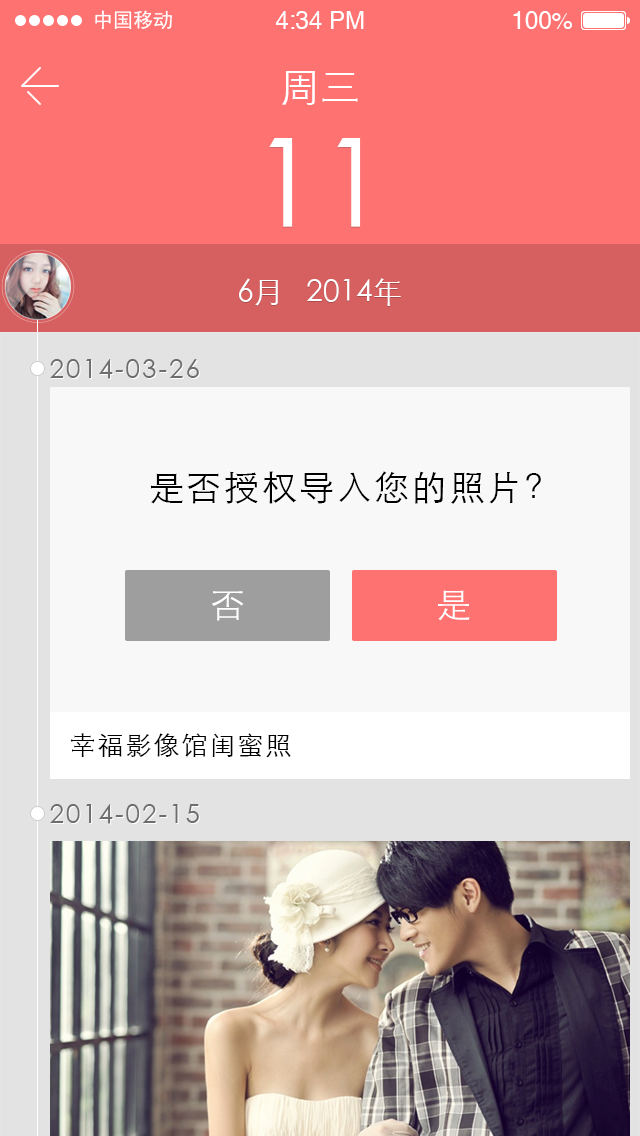 中国移动 4:34 PM 100%
周三
11
6月 2014年
2014-03-26
是否授权导入您的照片?
否 是
幸福影像馆闺蜜照
2014-02-15